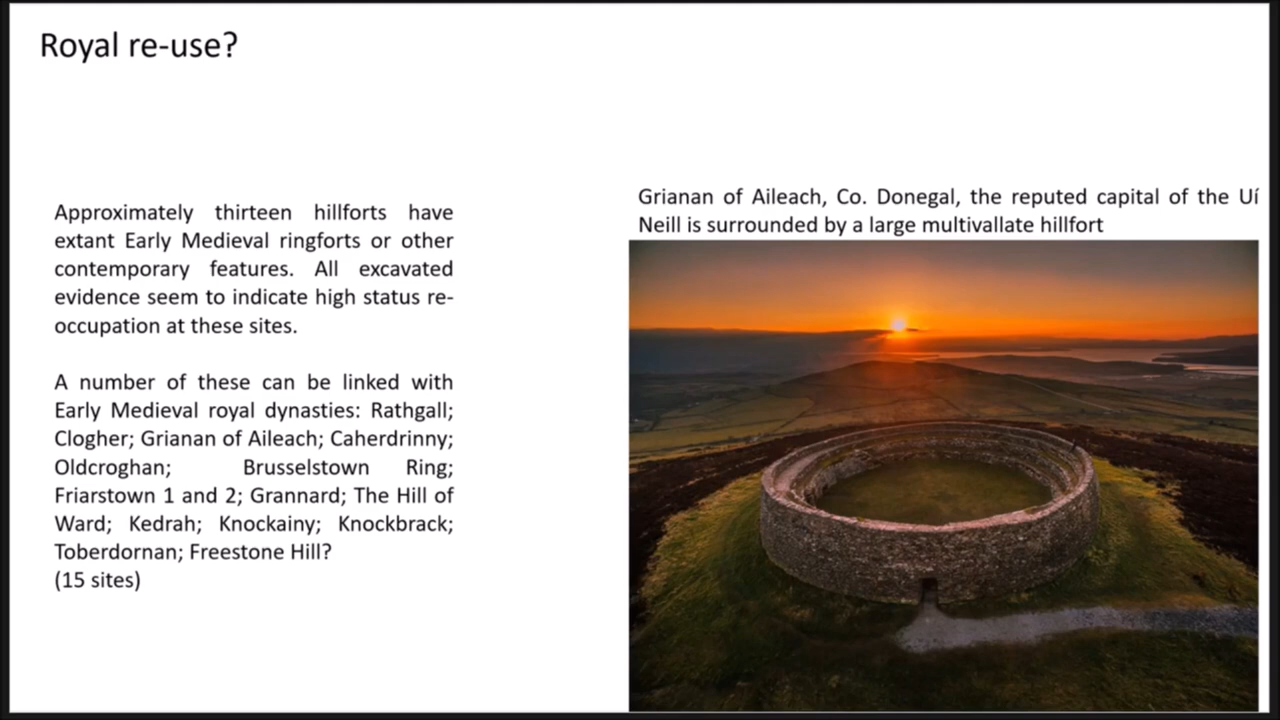 Royal re-use?
Approximately thirteen hillforts have
extant Early Medieval ringforts or other
contemporary features. All excavated
evidence seem to indicate high status re-
occupation at these sites.
A number of these can be linked with
Early Medieval royal dynasties: Rathgall;
Clogher; Grianan of Aileach; Caherdrinny;
Oldcroghan; Brusselstown Ring;
Friarstown 1 and 2; Grannard; The Hill of
Ward; Kedrah; Knockainy; Knockbrack;
Toberdornan; Freestone Hill?
(15 sites)
Grianan of Aileach, Co. Donegal, the reputed capital of the Uí
Neill is surrounded by a large multivallate hillfort